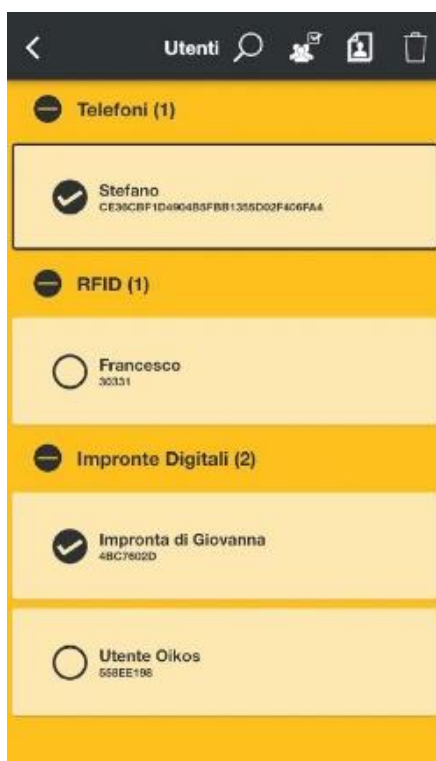 Utenti
Telefoni (1)
Stefano
CE36CBF1D4904B5FBB1355D02F406FA4
RFID (1)
Francesco
30331
Impronte Digitali (2)
Impronta di Giovanna
4BC7602D
Utente Oikos
558EE198